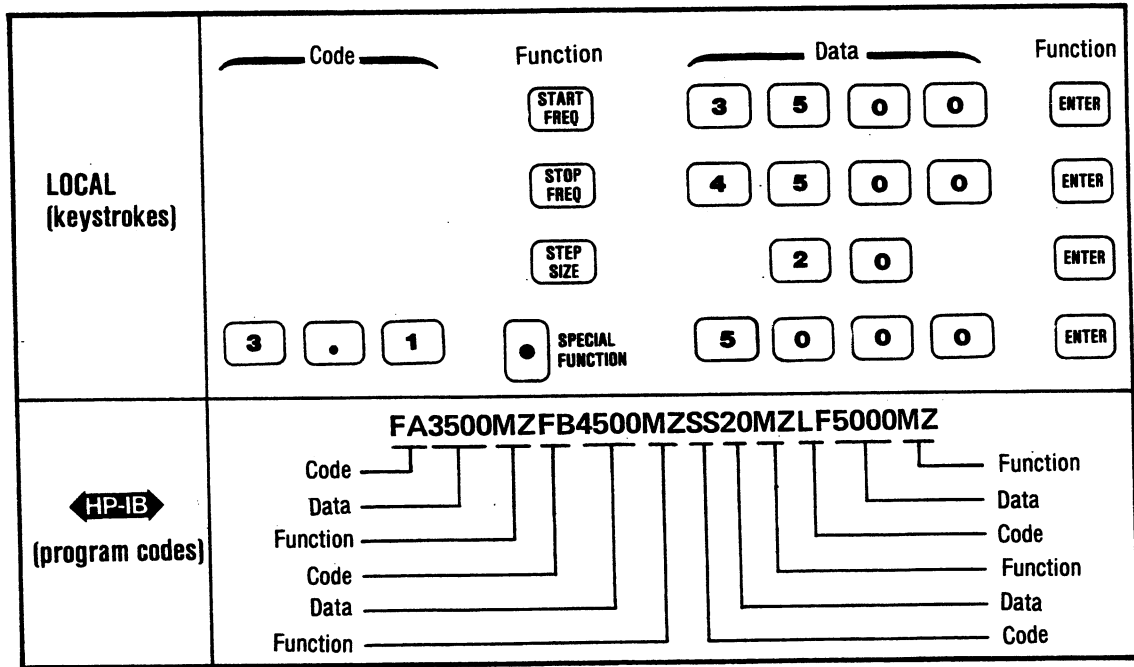 Code Function Data Function
START FREQ 3 5 0 0 ENTER
LOCAL
(keystrokes)
STOP FREQ 4 5 0 0 ENTER
STEP SIZE 2 0 ENTER
3 . 1 SPECIAL FUNCTION 5 0 0 0 ENTER
FA3500MZFB4500MZSS20MZLF5000MZ
HP-IB
(program codes)
Code
Data
Function
Code
Data
Function
Function
Data
Code
Function
Data
Code